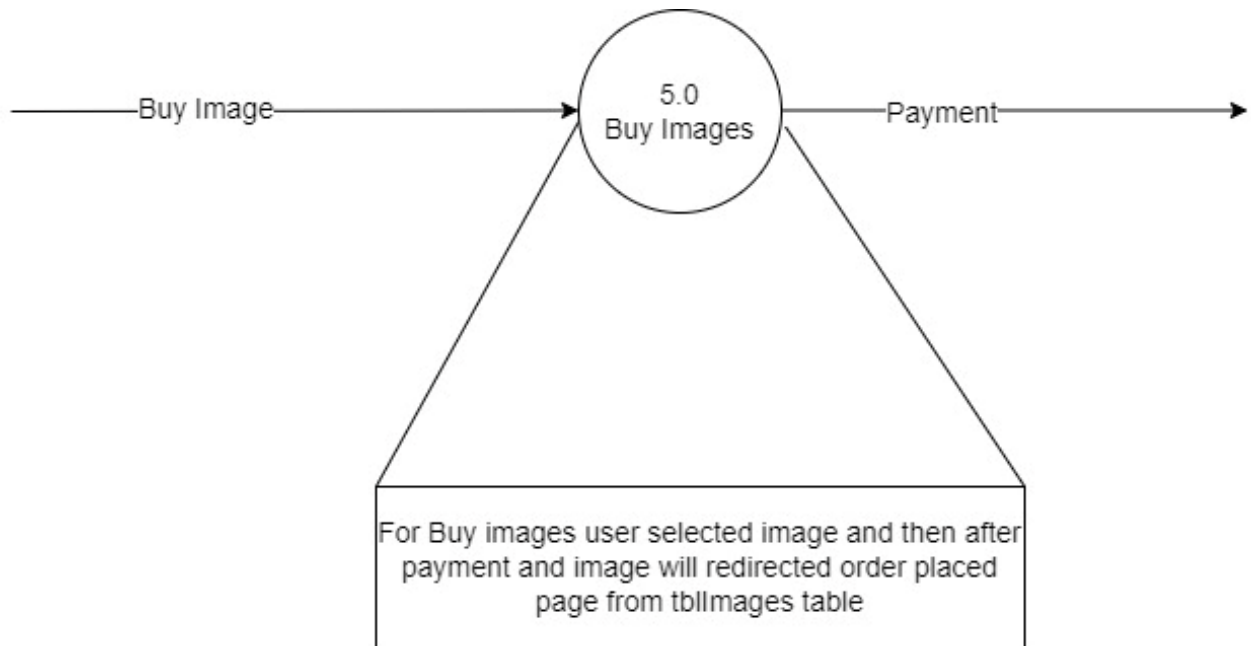 Buy Image
5.0
Buy Images
Payment
For Buy images user selected image and then after
payment and image will redirected order placed
page from tblImages table